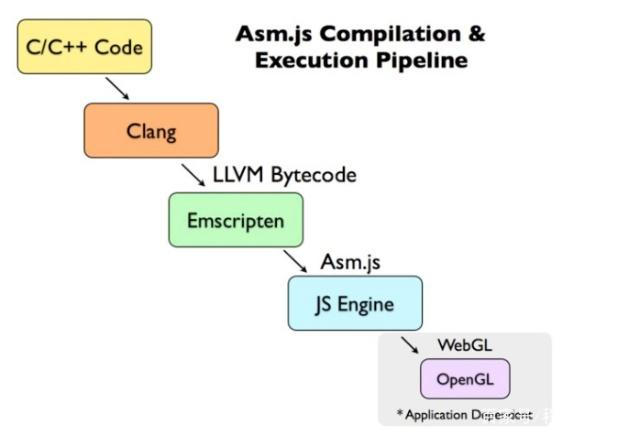 Asm.js Compilation &
Execution Pipeline
C/C++ Code
Clang
LLVM Bytecode
Emscripten
Asm.js
JS Engine
WebGL
OpenGL
* Application Dependent